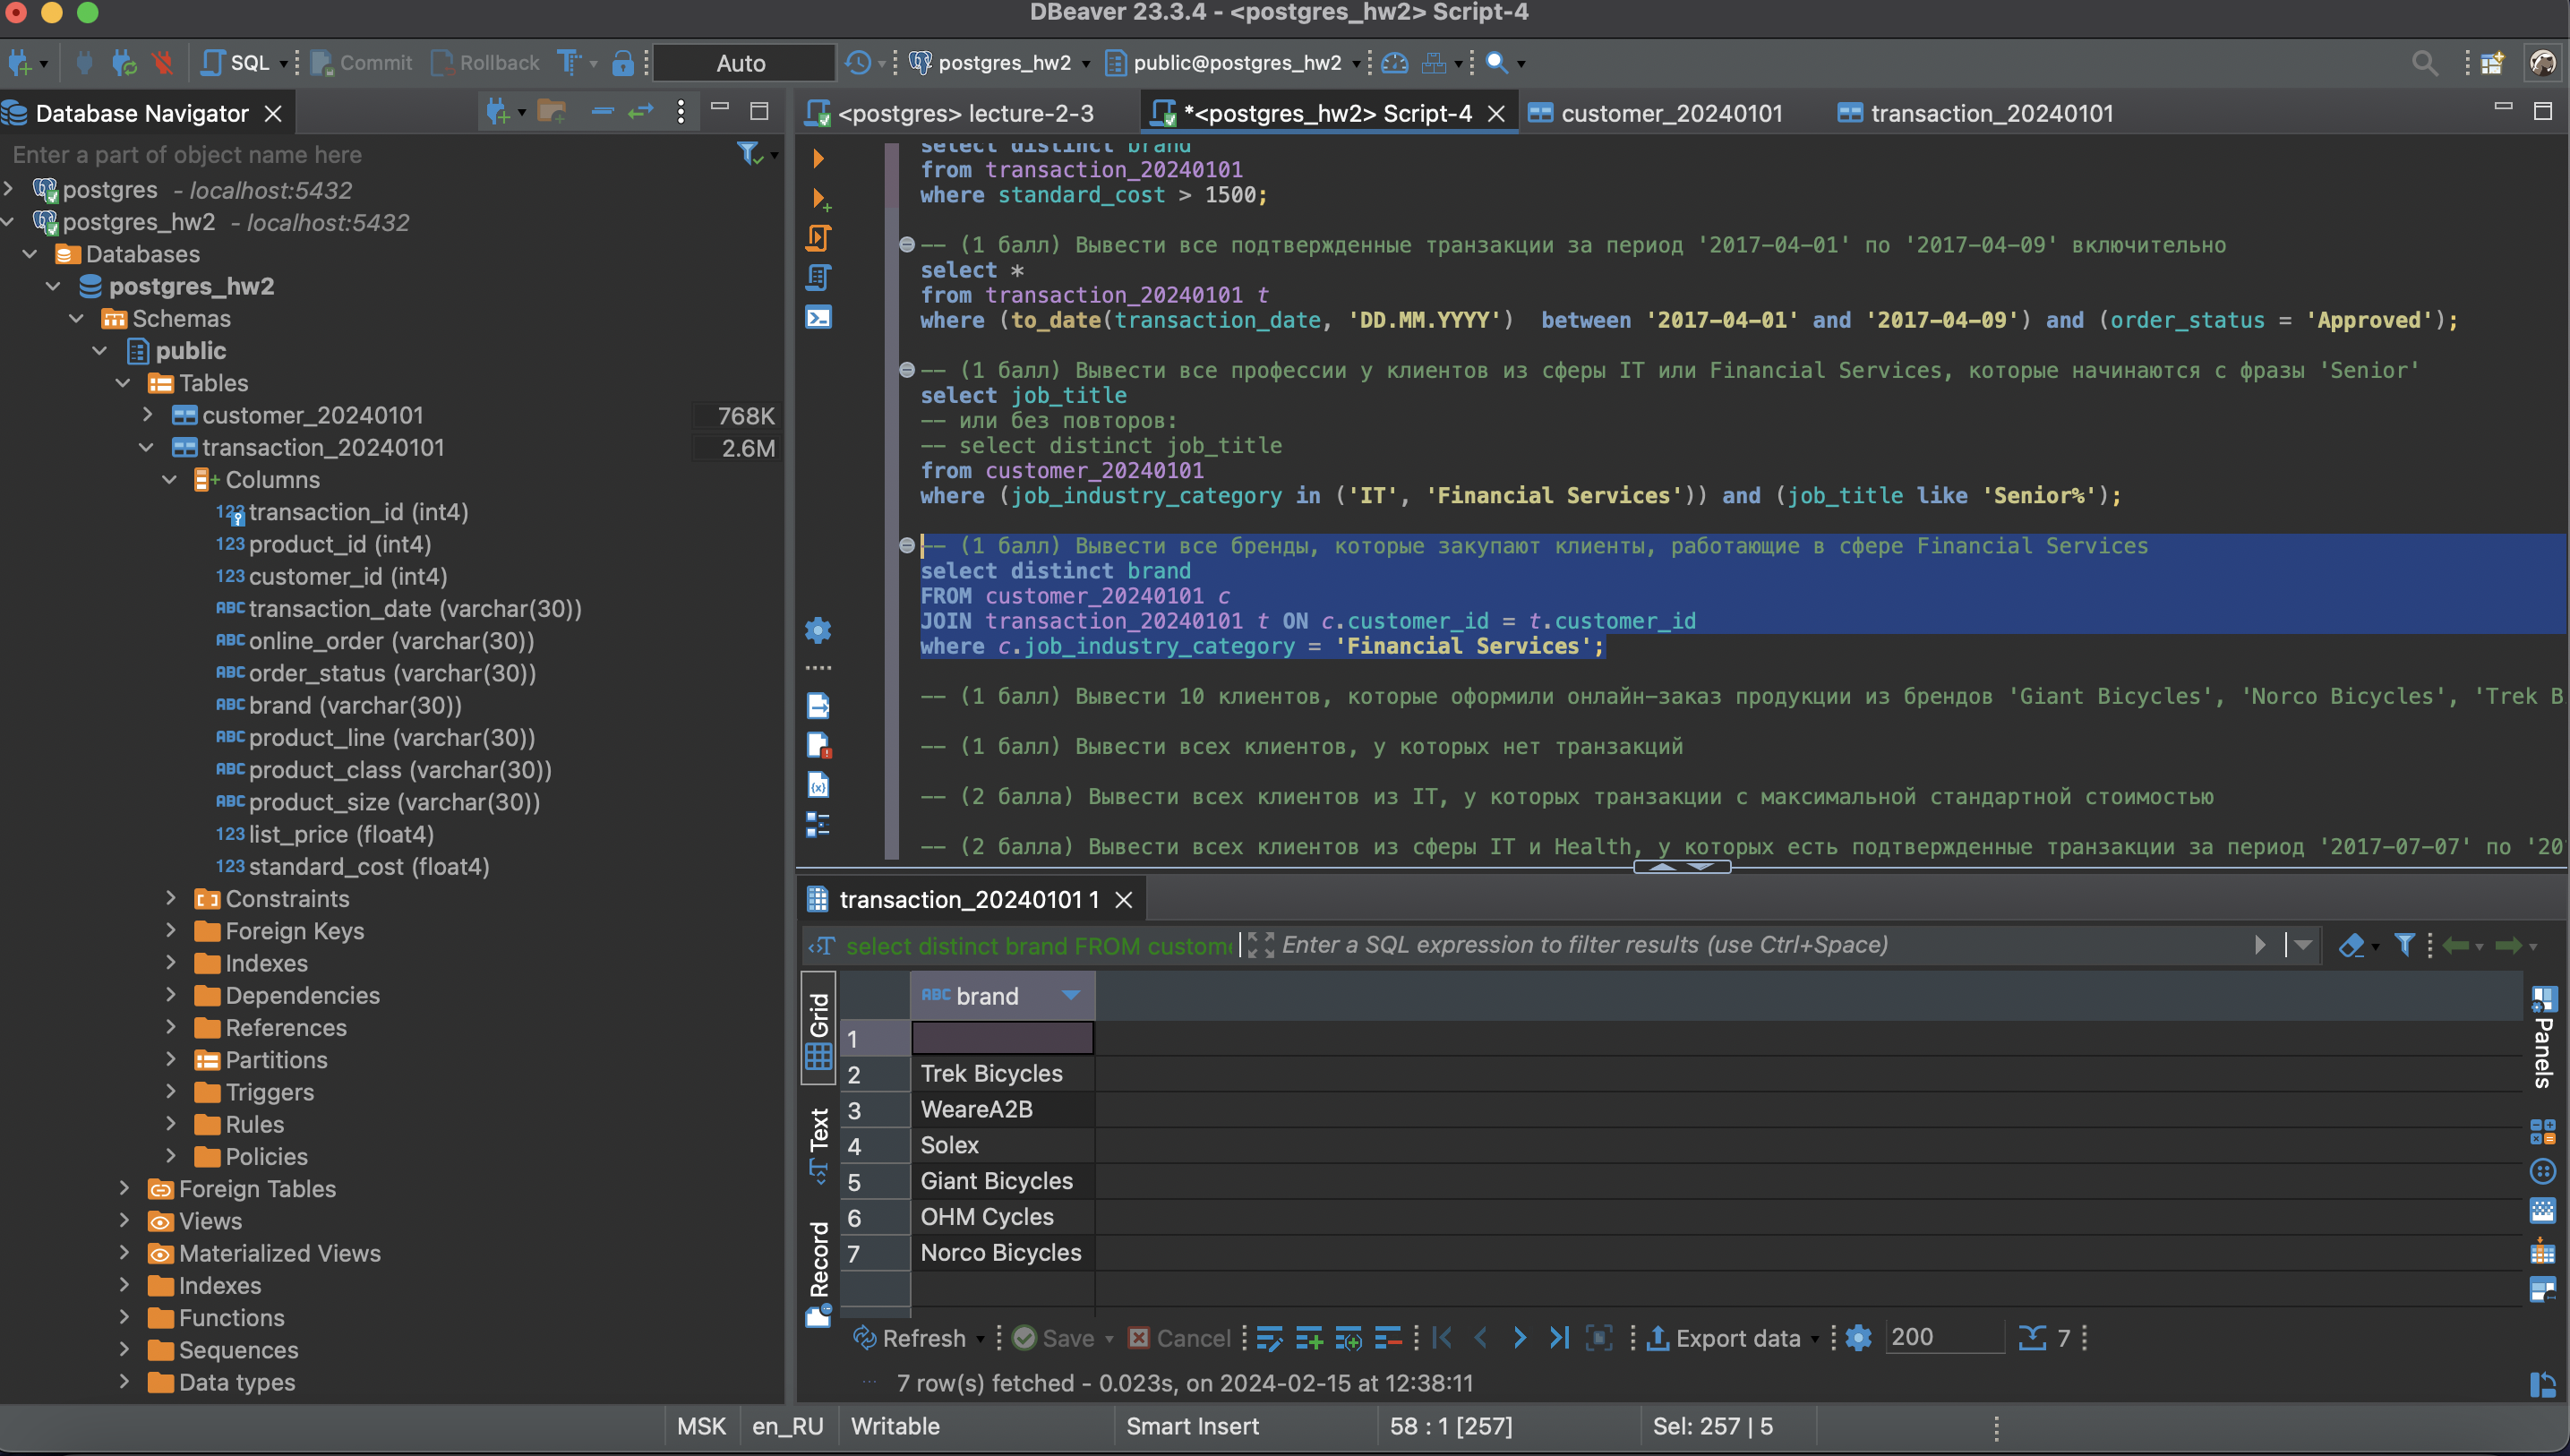 DBeaver 23.3.4 - <postgres_hw2> Script-4
SQL
Commit
Rollback
Auto
postgres_hw2
public@postgres_hw2
Database Navigator
Enter a part of object name here
postgres - localhost:5432
postgres_hw2 - localhost:5432
Databases
postgres_hw2
Schemas
public
Tables
customer_20240101 768K
transaction_20240101 2.6M
Columns
123 transaction_id (int4)
123 product_id (int4)
123 customer_id (int4)
ABC transaction_date (varchar(30))
ABC online_order (varchar(30))
ABC order_status (varchar(30))
ABC brand (varchar(30))
ABC product_line (varchar(30))
ABC product_class (varchar(30))
ABC product_size (varchar(30))
123 list_price (float4)
123 standard_cost (float4)
Constraints
Foreign Keys
Indexes
Dependencies
References
Partitions
Triggers
Rules
Policies
Foreign Tables
Views
Materialized Views
Indexes
Functions
Sequences
Data types
<postgres> lecture-2-3
*<postgres_hw2> Script-4
customer_20240101
transaction_20240101
select distinct brand
from transaction_20240101
where standard_cost > 1500;
-- (1 балл) Вывести все подтвержденные транзакции за период '2017-04-01' по '2017-04-09' включительно
select *
from transaction_20240101 t
where (to_date(transaction_date, 'DD.MM.YYYY')  between '2017-04-01' and '2017-04-09') and (order_status = 'Approved');
-- (1 балл) Вывести все профессии у клиентов из сферы IT или Financial Services, которые начинаются с фразы 'Senior'
select job_title
-- или без повторов:
-- select distinct job_title
from customer_20240101
where (job_industry_category in ('IT', 'Financial Services')) and (job_title like 'Senior%');
-- (1 балл) Вывести все бренды, которые закупают клиенты, работающие в сфере Financial Services
select distinct brand
FROM customer_20240101 c
JOIN transaction_20240101 t ON c.customer_id = t.customer_id
where c.job_industry_category = 'Financial Services';
-- (1 балл) Вывести 10 клиентов, которые оформили онлайн-заказ продукции из брендов 'Giant Bicycles', 'Norco Bicycles', 'Trek B
-- (1 балл) Вывести всех клиентов, у которых нет транзакций
-- (2 балла) Вывести всех клиентов из IT, у которых транзакции с максимальной стандартной стоимостью
-- (2 балла) Вывести всех клиентов из сферы IT и Health, у которых есть подтвержденные транзакции за период '2017-07-07' по '20
transaction_20240101 1
select distinct brand FROM custome
Enter a SQL expression to filter results (use Ctrl+Space)
Grid
Text
Record
ABC brand
1
2 Trek Bicycles
3 WeareA2B
4 Solex
5 Giant Bicycles
6 OHM Cycles
7 Norco Bicycles
Panels
Refresh
Save
Cancel
Export data
200
7
7 row(s) fetched - 0.023s, on 2024-02-15 at 12:38:11
MSK
en_RU
Writable
Smart Insert
58 : 1 [257]
Sel: 257 | 5